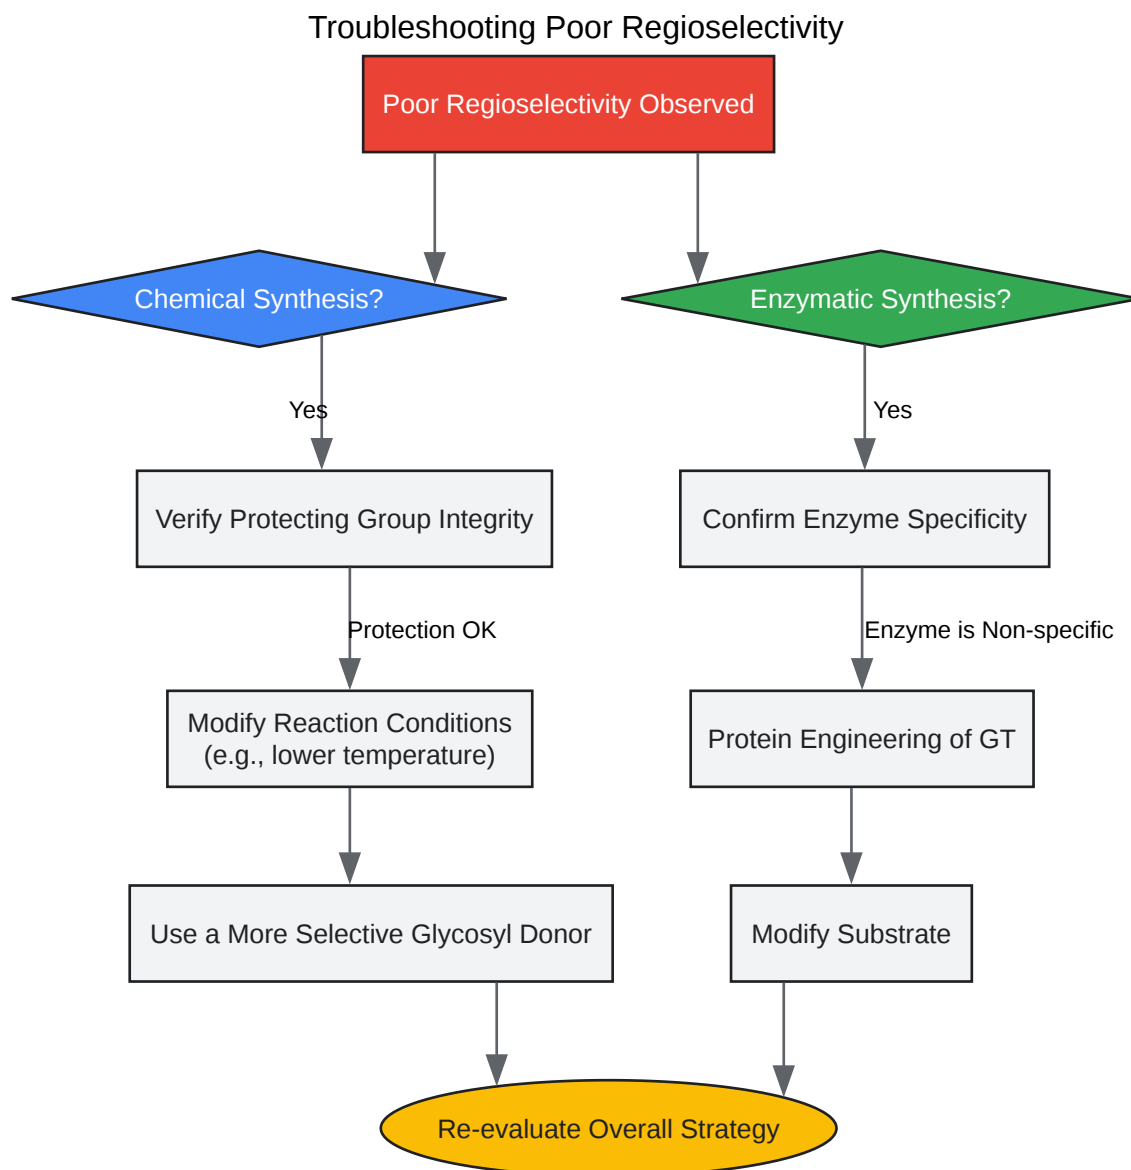 Troubleshooting Poor Regioselectivity
Poor Regioselectivity Observed
Chemical Synthesis?
Enzymatic Synthesis?
Yes
Yes
Verify Protecting Group Integrity
Confirm Enzyme Specificity
Protection OK
Enzyme is Non-specific
Modify Reaction Conditions
(e.g., lower temperature)
Protein Engineering of GT
Use a More Selective Glycosyl Donor
Modify Substrate
Re-evaluate Overall Strategy